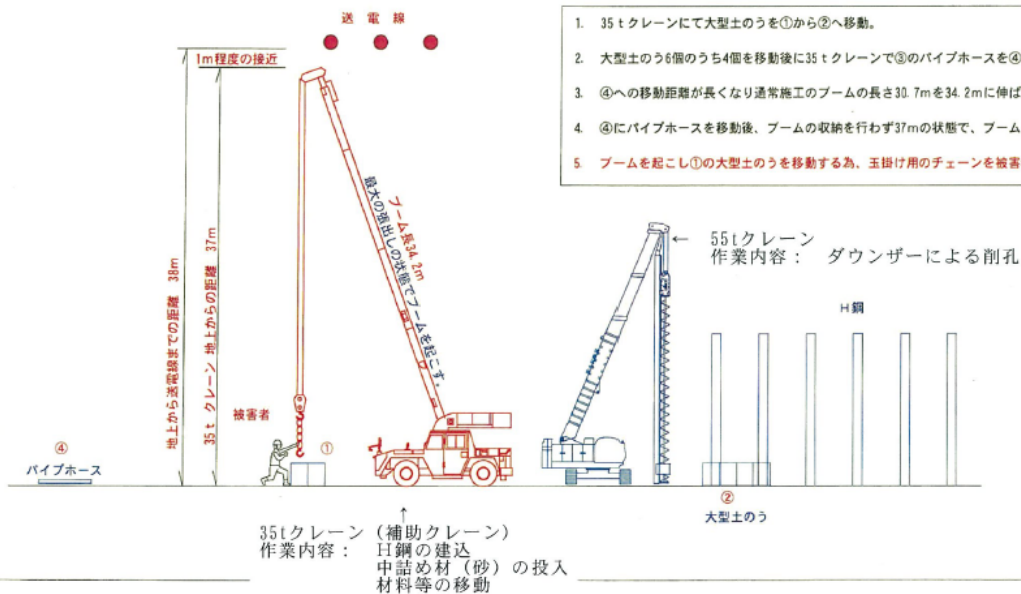 送電線
1m程度の接近
1. 35tクレーンにて大型土のうを①から②へ移動。
2. 大型土のう6個のうち4個を移動後に35tクレーンで③のパイプホースを④
3. ④への移動距離が長くなり通常施工のブームの長さ30.7mを34.2mに伸ば
4. ④にパイプホースを移動後、ブームの収納を行わず37mの状態で、ブーム
5. ブームを起こし①の大型土のうを移動する為、玉掛け用のチェーンを被害
地上から送電線までの距離 38m
35t クレーン 地上からの距離 37m
ブーム長34.2m
最大の張出しの状態でブームを起こす。
← 55tクレーン
作業内容: ダウンザーによる削孔
H鋼
被害者
①
④
パイプホース
②
大型土のう
↑
35tクレーン(補助クレーン)
作業内容: H鋼の建込
中詰め材(砂)の投入
材料等の移動